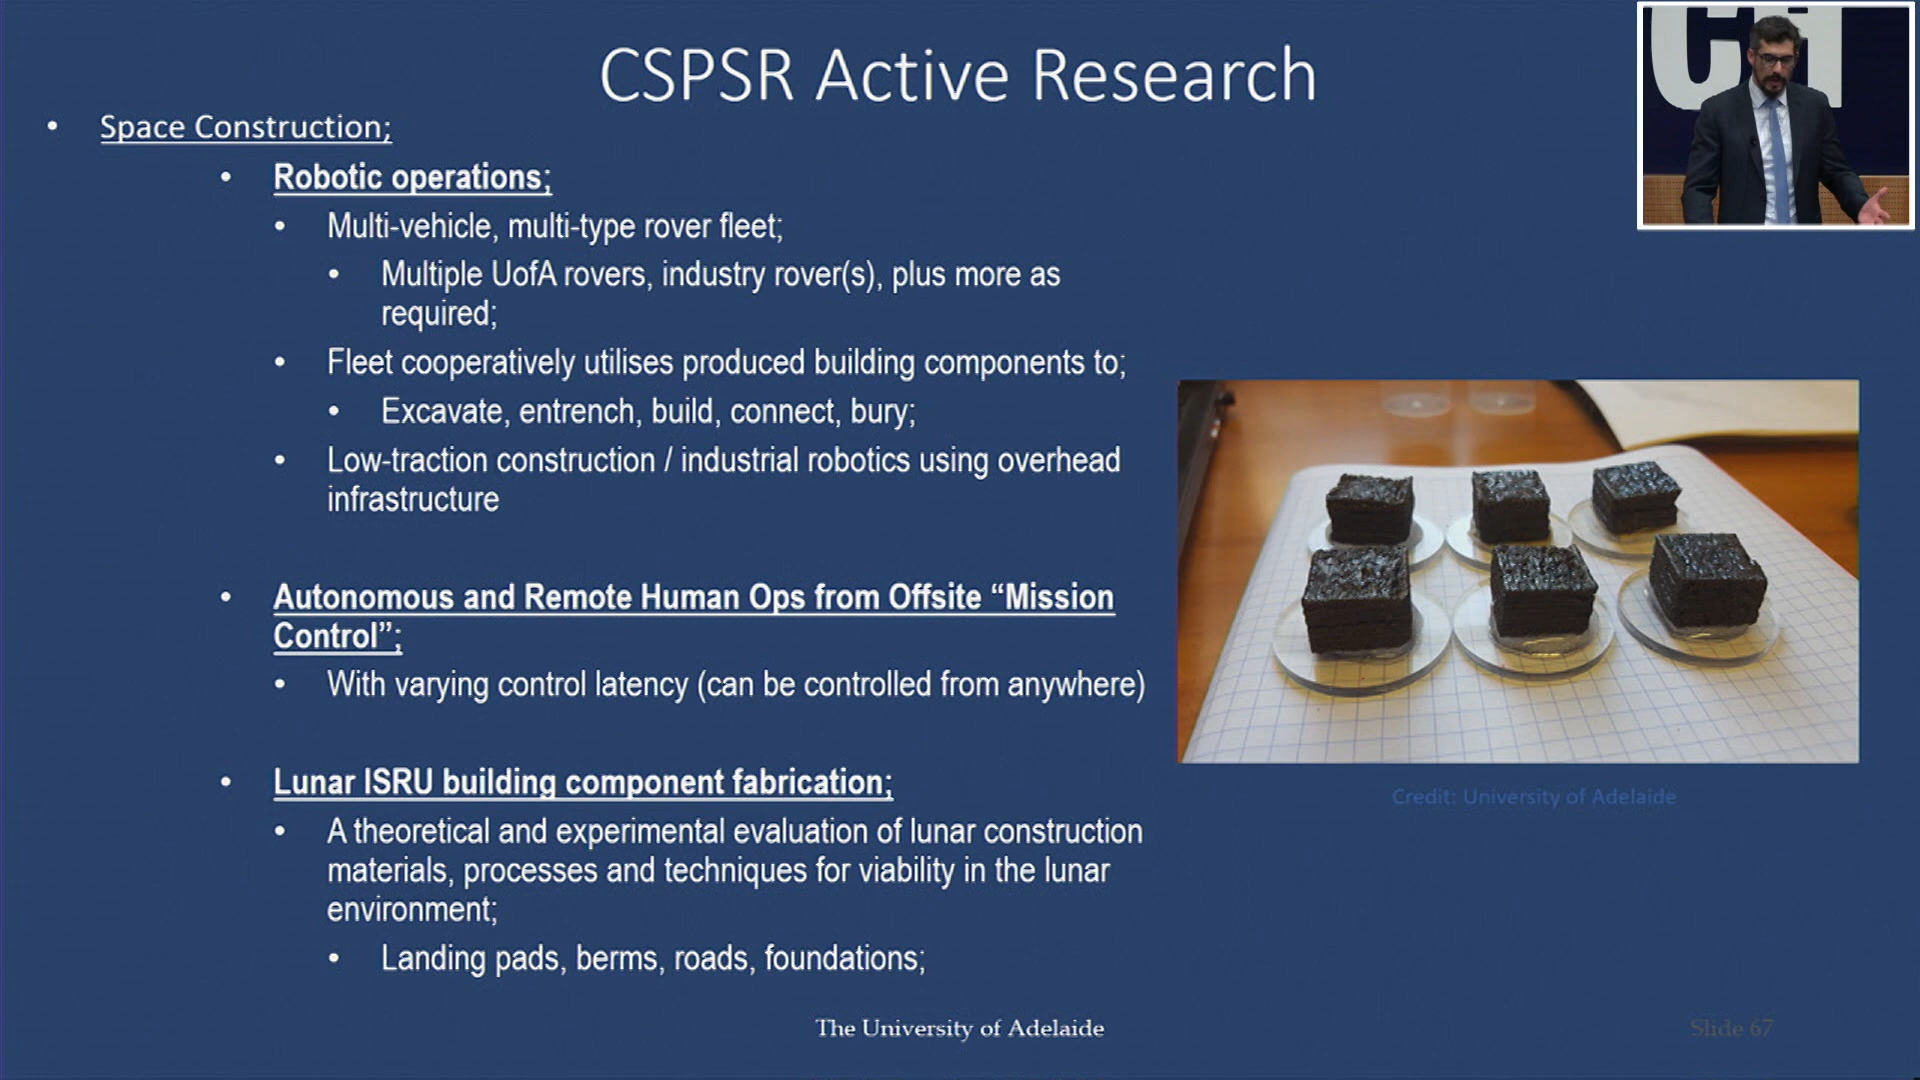 CSPSR Active Research
• Space Construction;
• Robotic operations;
• Multi-vehicle, multi-type rover fleet;
• Multiple UofA rovers, industry rover(s), plus more as
required;
• Fleet cooperatively utilises produced building components to;
• Excavate, entrench, build, connect, bury;
• Low-traction construction / industrial robotics using overhead
infrastructure
• Autonomous and Remote Human Ops from Offsite “Mission
Control”;
• With varying control latency (can be controlled from anywhere)
• Lunar ISRU building component fabrication;
• A theoretical and experimental evaluation of lunar construction
materials, processes and techniques for viability in the lunar
environment;
• Landing pads, berms, roads, foundations;
Credit: University of Adelaide
The University of Adelaide
Slide 67